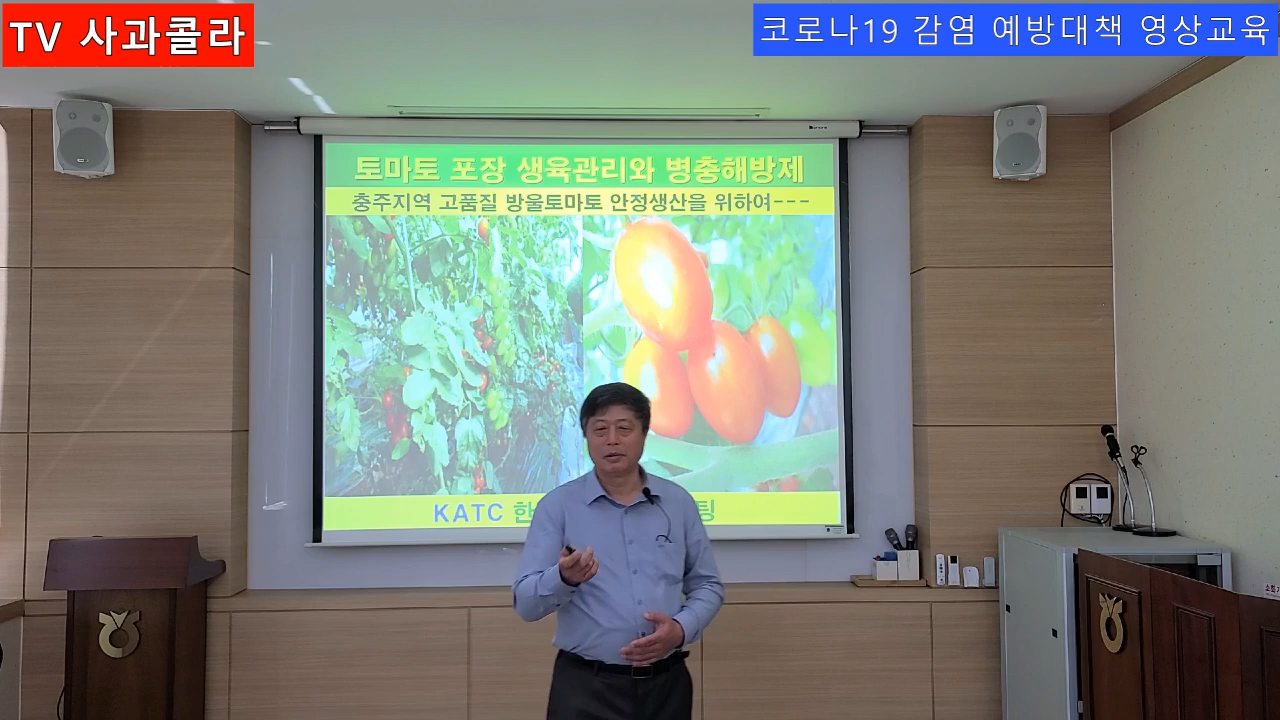 TV 사과콜라
코로나19 감염 예방대책 영상교육
토마토 포장 생육관리와 병충해방제
충주지역 고품질 방울토마토 안정생산을 위하여---
KATC 한 팅